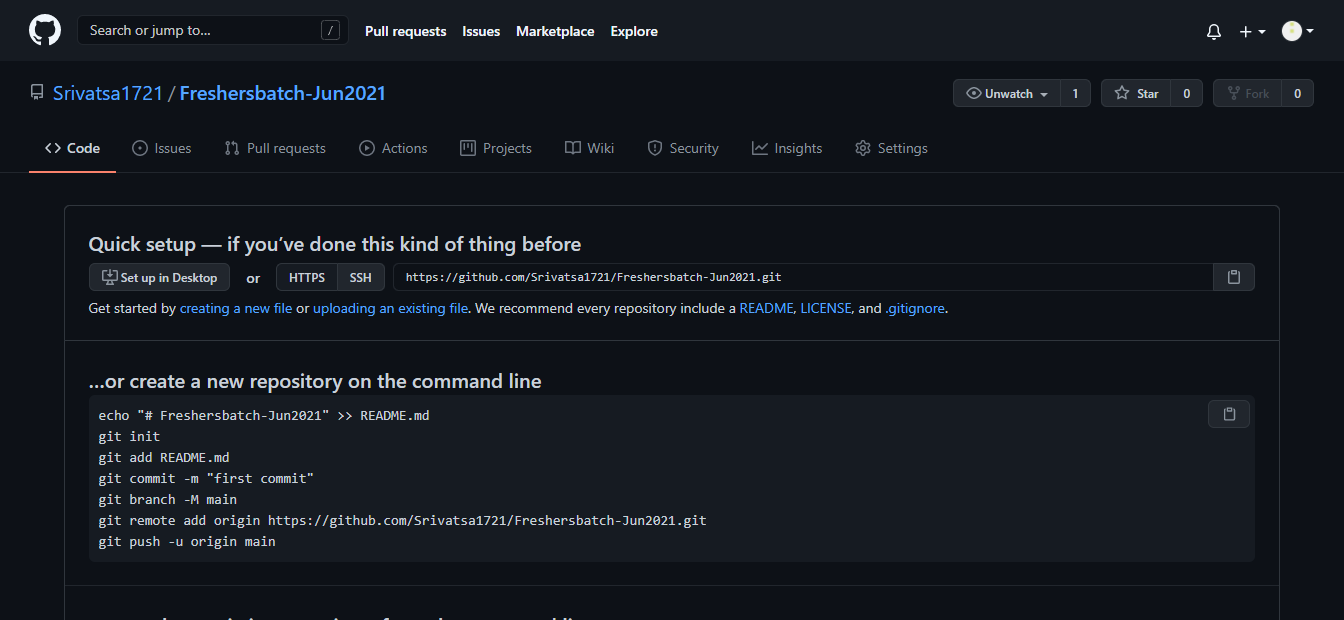 Search or jump to... / Pull requests Issues Marketplace Explore
Srivatsa1721 / Freshersbatch-Jun2021 Unwatch 1 Star 0 Fork 0
<> Code Issues Pull requests Actions Projects Wiki Security Insights Settings
Quick setup — if you’ve done this kind of thing before
Set up in Desktop or HTTPS SSH https://github.com/Srivatsa1721/Freshersbatch-Jun2021.git
Get started by creating a new file or uploading an existing file. We recommend every repository include a README, LICENSE, and .gitignore.
…or create a new repository on the command line
echo "# Freshersbatch-Jun2021" >> README.md
git init
git add README.md
git commit -m "first commit"
git branch -M main
git remote add origin https://github.com/Srivatsa1721/Freshersbatch-Jun2021.git
git push -u origin main